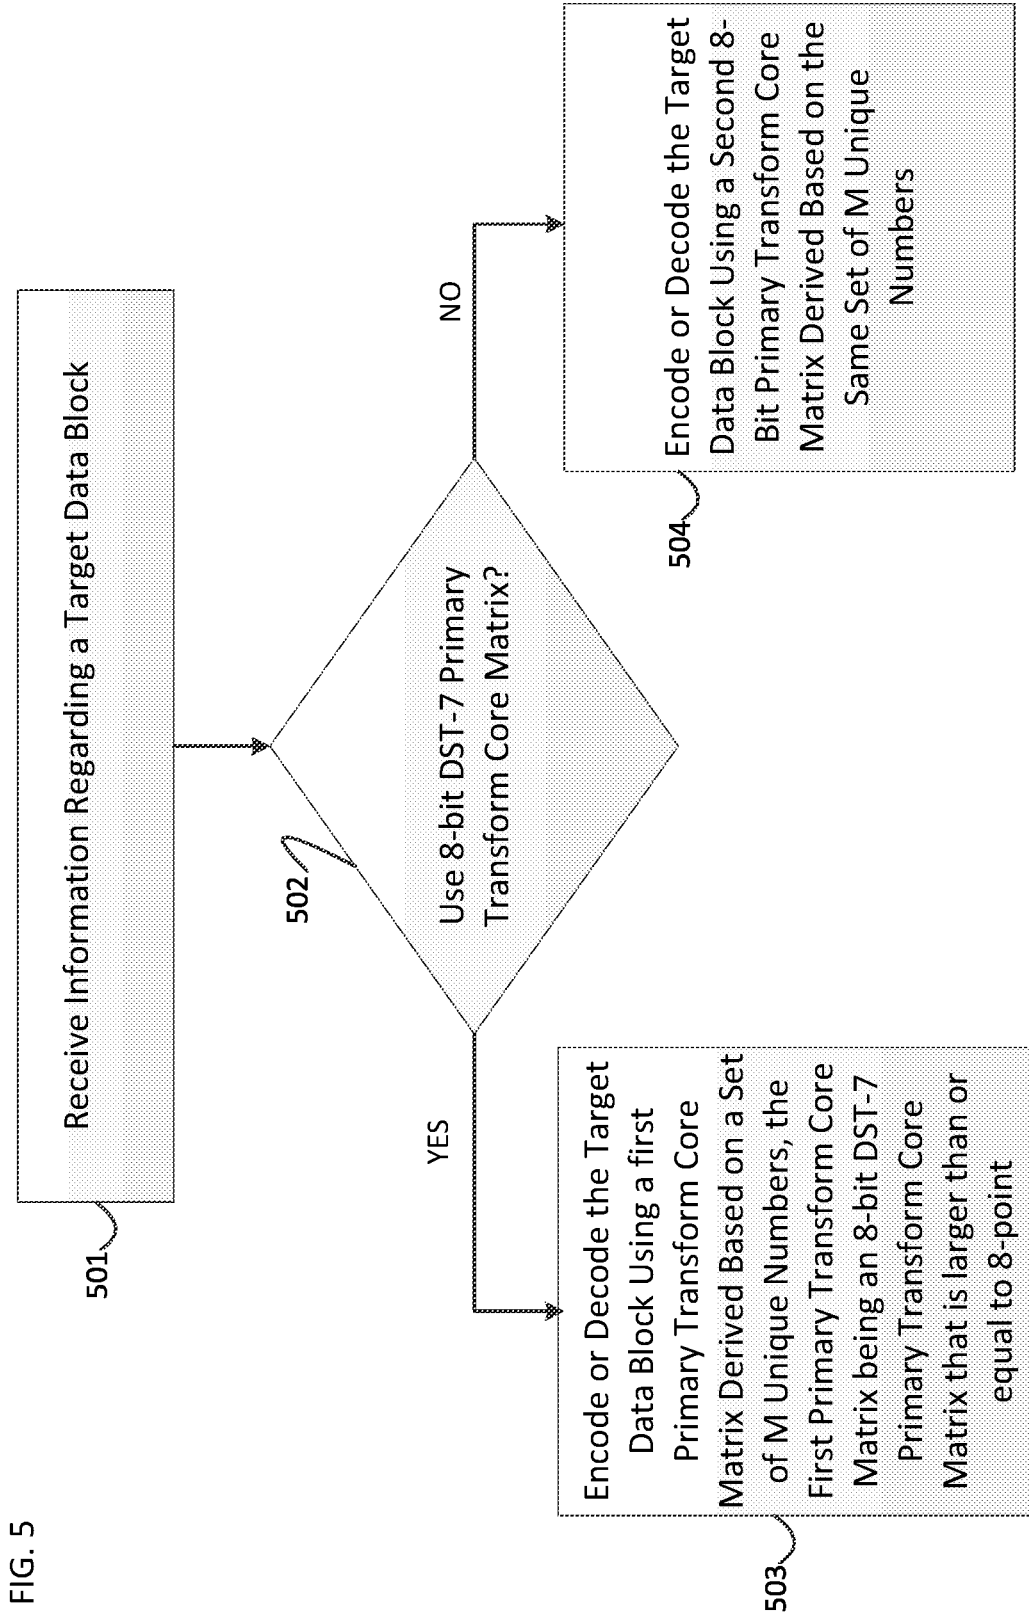 FIG. 5
Receive Information Regarding a Target Data Block
501
502
Use 8-bit DST-7 Primary
Transform Core Matrix?
YES
NO
Encode or Decode the Target
Data Block Using a first
Primary Transform Core
Matrix Derived Based on a Set
of M Unique Numbers, the
First Primary Transform Core
Matrix being an 8-bit DST-7
Primary Transform Core
Matrix that is larger than or
equal to 8-point
503
Encode or Decode the Target
Data Block Using a Second 8-
Bit Primary Transform Core
Matrix Derived Based on the
Same Set of M Unique
Numbers
504